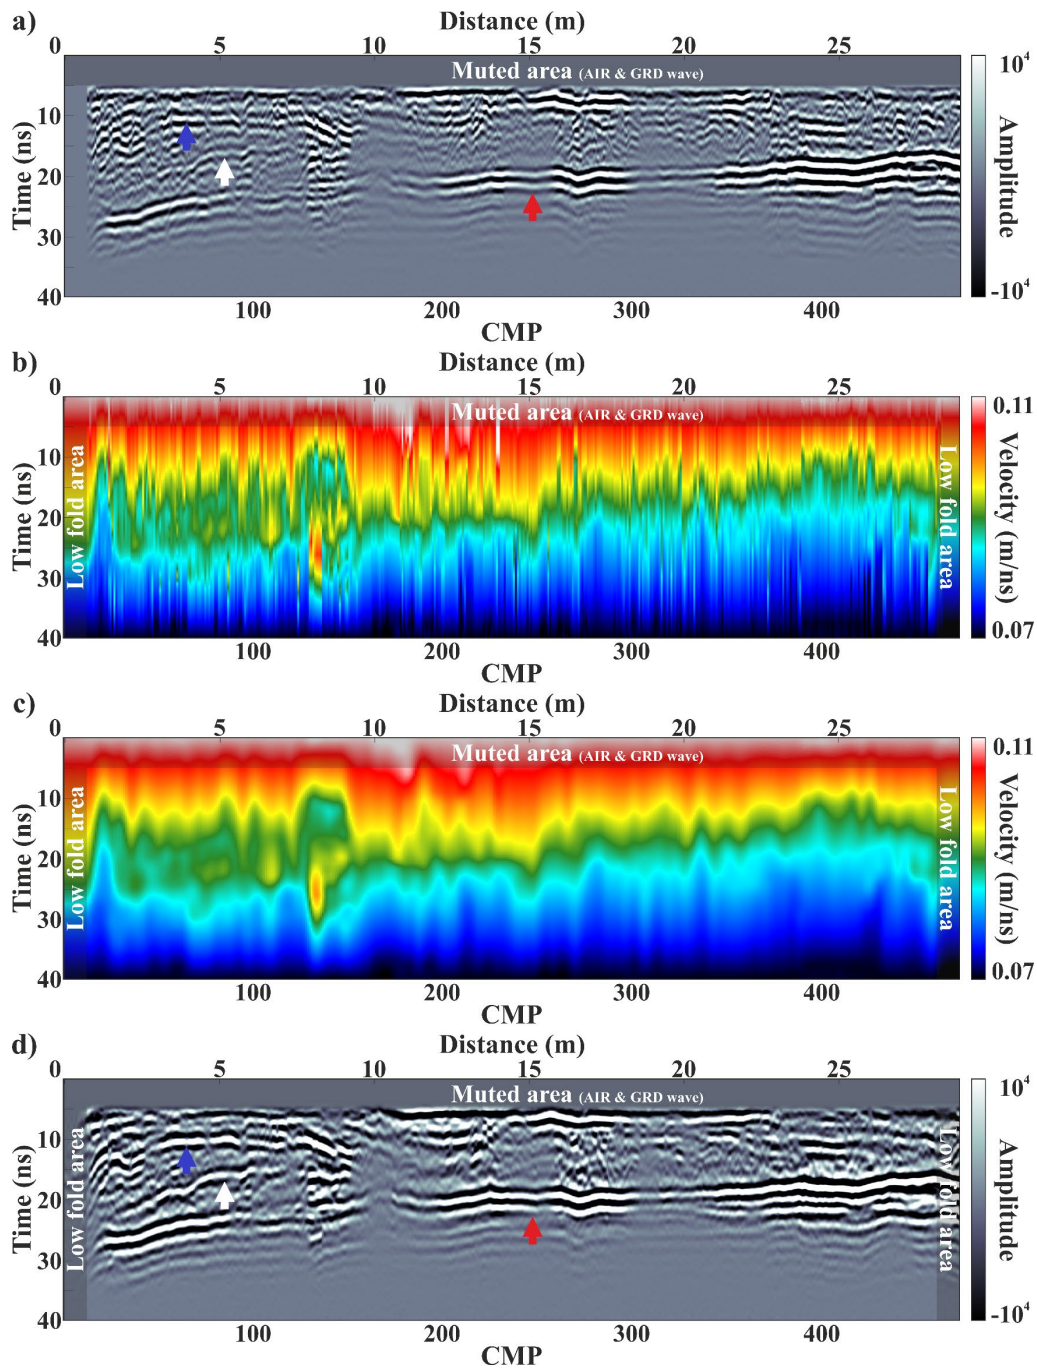 a)
Distance (m)
0 5 10 15 20 25
Muted area (AIR & GRD wave)
Time (ns)
10
20
30
40
100 200 300 400
CMP
10⁴
Amplitude
-10⁴
b)
Distance (m)
0 5 10 15 20 25
Muted area (AIR & GRD wave)
Low fold area
Low fold area
Time (ns)
10
20
30
40
100 200 300 400
CMP
0.11
Velocity (m/ns)
0.07
c)
Distance (m)
0 5 10 15 20 25
Muted area (AIR & GRD wave)
Low fold area
Low fold area
Time (ns)
10
20
30
40
100 200 300 400
CMP
0.11
Velocity (m/ns)
0.07
d)
Distance (m)
0 5 10 15 20 25
Muted area (AIR & GRD wave)
Low fold area
Low fold area
Time (ns)
10
20
30
40
100 200 300 400
CMP
10⁴
Amplitude
-10⁴